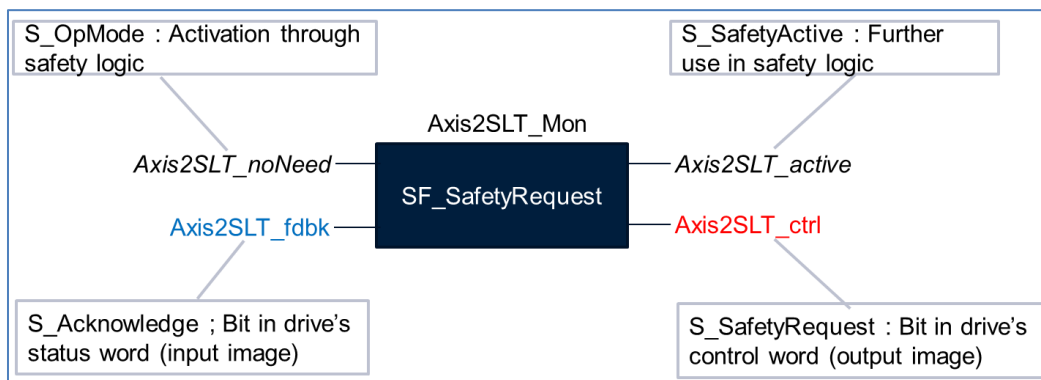 S_OpMode : Activation through
safety logic
S_SafetyActive : Further
use in safety logic
Axis2SLT_Mon
Axis2SLT_noNeed
SF_SafetyRequest
Axis2SLT_active
Axis2SLT_fdbk
Axis2SLT_ctrl
S_Acknowledge ; Bit in drive's
status word (input image)
S_SafetyRequest : Bit in drive's
control word (output image)